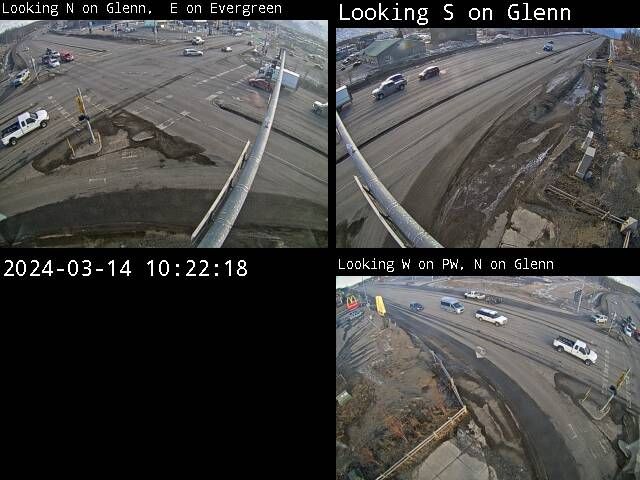 Looking N on Glenn, E on Evergreen
Looking S on Glenn
2024-03-14 10:22:18
Looking W on PW, N on Glenn